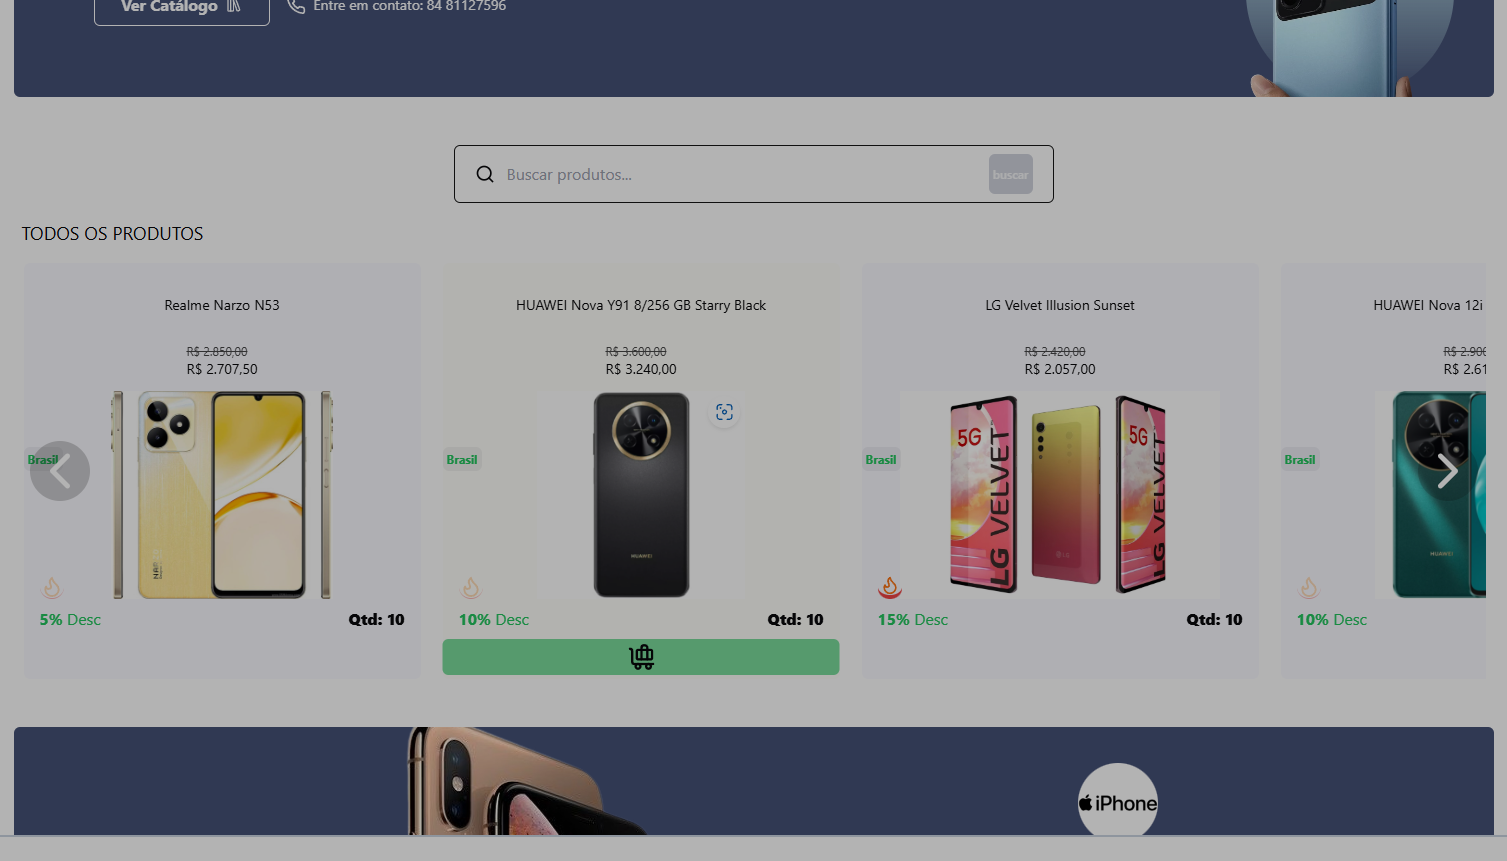 Ver Catálogo
Entre em contato: 84 81127596
Buscar produtos...
buscar
TODOS OS PRODUTOS
Realme Narzo N53
R$ 2.850,00
R$ 2.707,50
Brasil
5% Desc
Qtd: 10
HUAWEI Nova Y91 8/256 GB Starry Black
R$ 3.600,00
R$ 3.240,00
Brasil
HUAWEI
10% Desc
Qtd: 10
LG Velvet Illusion Sunset
R$ 2.420,00
R$ 2.057,00
Brasil
5G
LG VELVET
LG
5G
LG VELVET
15% Desc
Qtd: 10
HUAWEI Nova 12i
R$ 2.900
R$ 2.61
Brasil
HUAWEI
10% Desc
iPhone